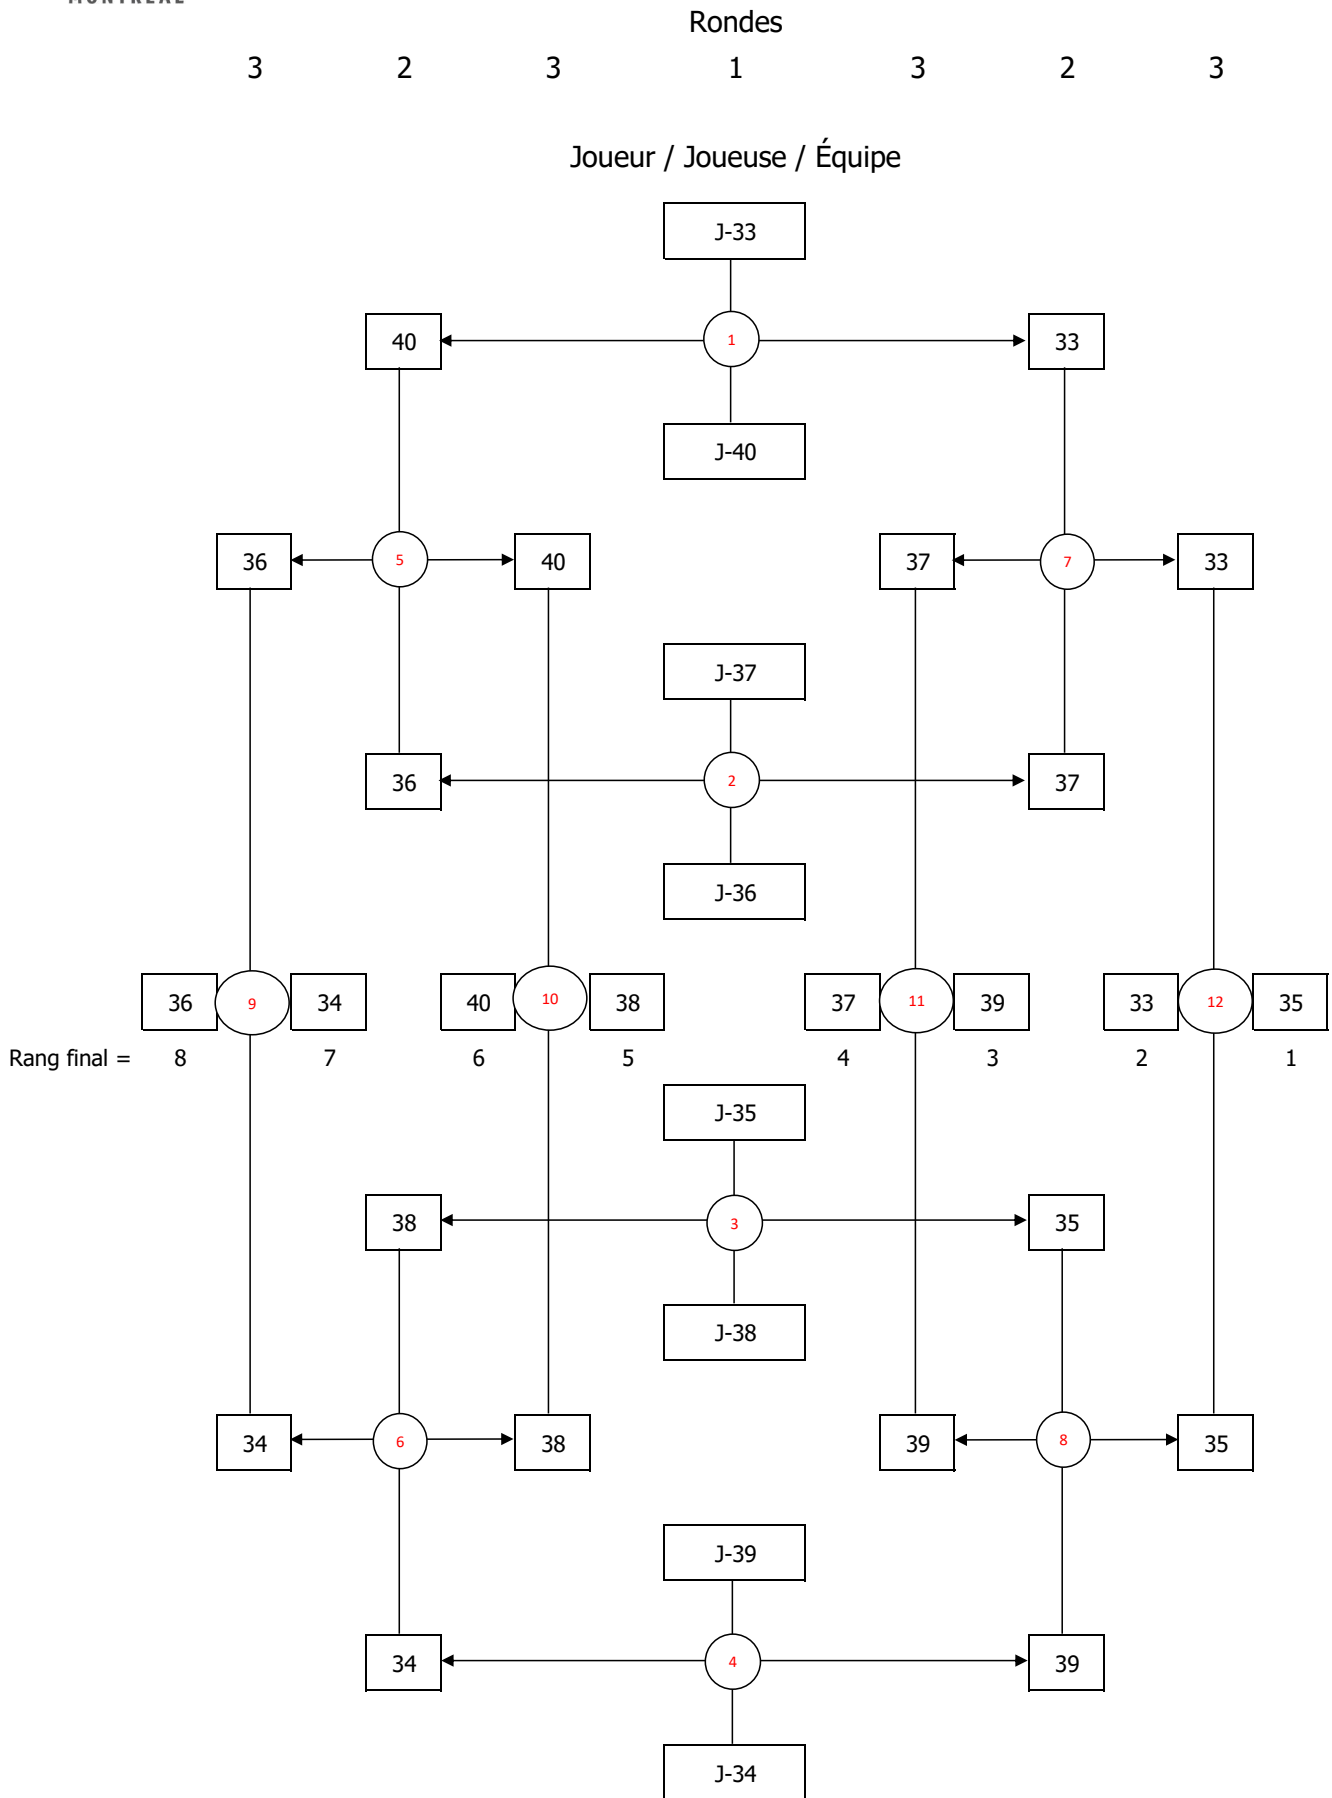 Rondes
3 2 3 1 3 2 3
Joueur / Joueuse / Équipe
J-33
40 1 33
J-40
36 5 40 37 7 33
J-37
36 2 37
J-36
36 9 34 40 10 38 37 11 39 33 12 35
Rang final = 8 7 6 5 4 3 2 1
J-35
38 3 35
J-38
34 6 38 39 8 35
J-39
34 4 39
J-34